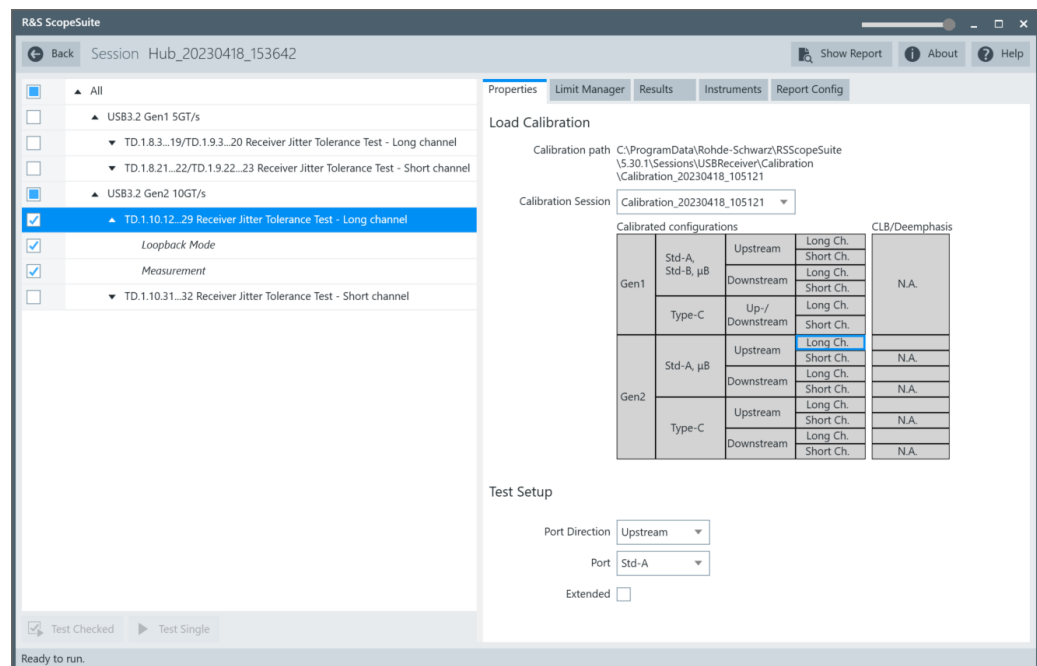 R&S ScopeSuite
Back Session Hub_20230418_153642 Show Report About Help
All
USB3.2 Gen1 5GT/s
TD.1.8.3...19/TD.1.9.3...20 Receiver Jitter Tolerance Test - Long channel
TD.1.8.21...22/TD.1.9.22...23 Receiver Jitter Tolerance Test - Short channel
USB3.2 Gen2 10GT/s
TD.1.10.12...29 Receiver Jitter Tolerance Test - Long channel
Loopback Mode
Measurement
TD.1.10.31...32 Receiver Jitter Tolerance Test - Short channel
Test Checked Test Single
Properties Limit Manager Results Instruments Report Config
Load Calibration
Calibration path C:\ProgramData\Rohde-Schwarz\RSScopeSuite
\5.30.1\Sessions\USBReceiver\Calibration
\Calibration_20230418_105121
Calibration Session Calibration_20230418_105121
Calibrated configurations CLB/Deemphasis
Gen1
Std-A,
Std-B, µB
Upstream
Long Ch.
Short Ch.
Downstream
Long Ch.
Short Ch.
N.A.
Type-C
Up-/
Downstream
Long Ch.
Short Ch.
Gen2
Std-A, µB
Upstream
Long Ch.
Short Ch. N.A.
Downstream
Long Ch.
Short Ch. N.A.
Type-C
Upstream
Long Ch.
Short Ch. N.A.
Downstream
Long Ch.
Short Ch. N.A.
Test Setup
Port Direction Upstream
Port Std-A
Extended
Ready to run.